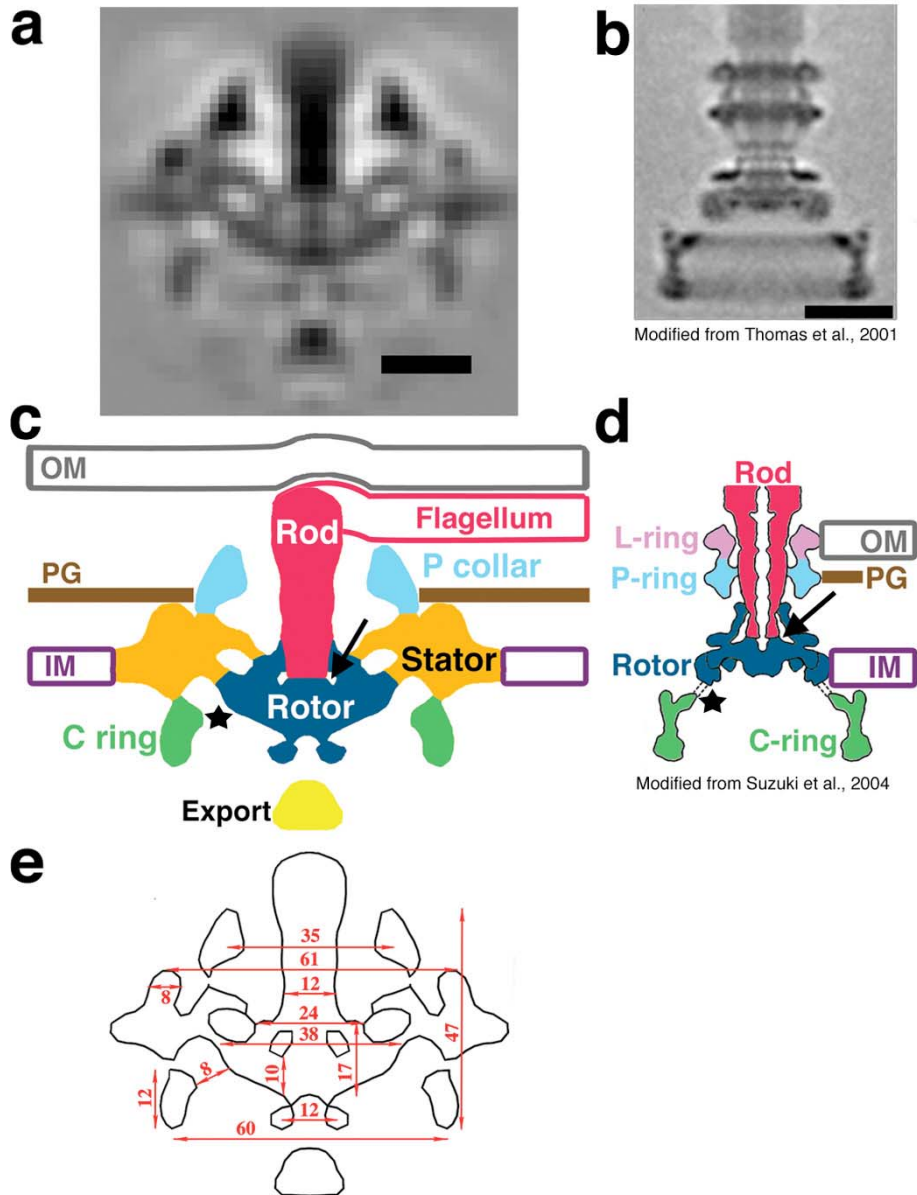 a
b
Modified from Thomas et al., 2001
c
d
OM
Rod
Flagellum
PG
P collar
IM
Stator
Rotor
C ring
Export
Rod
L-ring
OM
P-ring
PG
Rotor
IM
C-ring
Modified from Suzuki et al., 2004
e
35
61
8
12
24
38
47
8
10
17
12
12
60